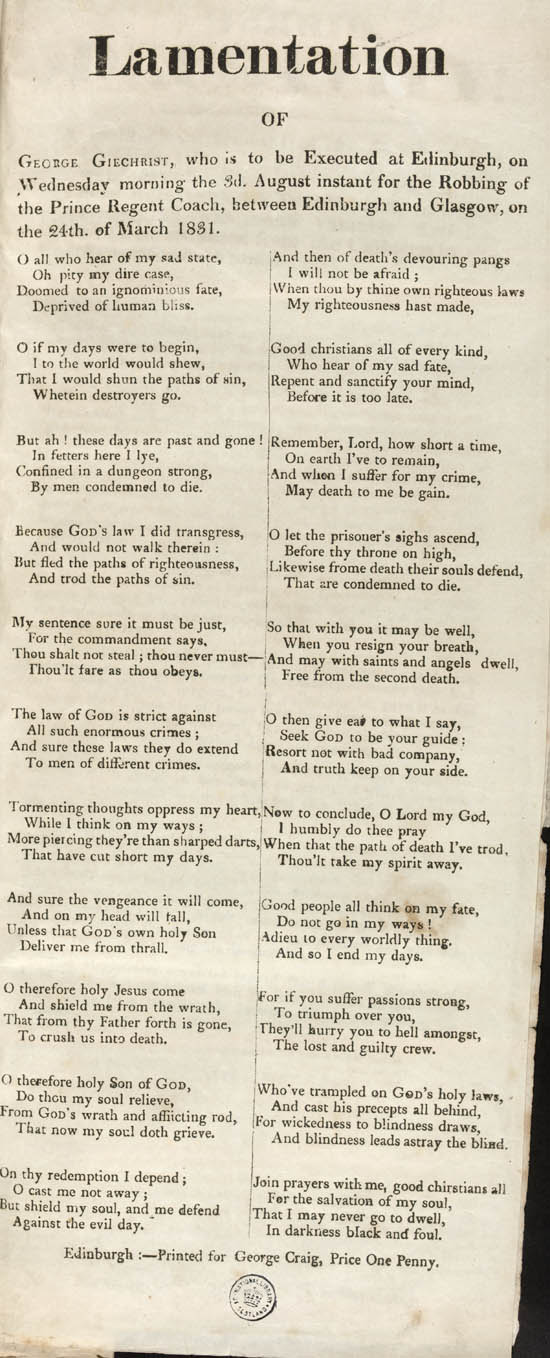 Lamentation
OF
GEORGE GIECHRIST, who is to be Executed at Edinburgh, on
Wednesday morning the 3d. August instant for the Robbing of
the Prince Regent Coach, between Edinburgh and Glasgow, on
the 24th. of March 1831.
O all who hear of my sad state,
Oh pity my dire case,
Doomed to an ignominious fate,
Deprived of human bliss.
O if my days were to begin,
I to the world would shew,
That I would shun the paths of sin,
Whetein destroyers go.
But ah ! these days are past and gone !
In fetters here I lye,
Confined in a dungeon strong,
By men condemned to die.
Because GOD's law I did transgress,
And would not walk therein :
But fled the paths of righteousness,
And trod the paths of sin.
My sentence sure it must be just,
For the commandment says,
Thou shalt not steal ; thou never must—
Thou'lt fare as thou obeys.
The law of GOD is strict against
All such enormous crimes ;
And sure these laws they do extend
To men of different crimes.
Tormenting thoughts oppress my heart,
While I think on my ways ;
More piercing they're than sharped darts,
That have cut short my days.
And sure the vengeance it will come,
And on my head will fall,
Unless that GOD's own holy Son
Deliver me from thrall.
O therefore holy Jesus come
And shield me from the wrath,
That from thy Father forth is gone,
To crush us into death.
O therefore holy Son of GOD,
Do thou my soul relieve,
From GOD's wrath and afflicting rod,
That now my soul doth grieve.
On thy redemption I depend ;
O cast me not away ;
But shield my soul, and me defend
Against the evil day.
And then of death's devouring pangs
I will not be afraid ;
When thou by thine own righteous laws
My righteousness hast made,
Good christians all of every kind,
Who hear of my sad fate,
Repent and sanctify your mind,
Before it is too late.
Remember, Lord, how short a time,
On earth I've to remain,
And when I suffer for my crime,
May death to me be gain.
O let the prisoner's sighs ascend,
Before thy throne on high,
Likewise frome death their souls defend,
That are condemned to die.
So that with you it may be well,
When you resign your breath,
And may with saints and angels dwell,
Free from the second death.
O then give ear to what I say,
Seek GOD to be your guide :
Resort not with bad company,
And truth keep on your side.
Now to conclude, O Lord my God,
I humbly do thee pray
When that the path of death I've trod,
Thou'lt take my spirit away.
Good people all think on my fate,
Do not go in my ways !
Adieu to every worldly thing.
And so I end my days.
For if you suffer passions strong,
To triumph over you,
They'll hurry you to hell amongst,
The lost and guilty crew.
Who've trampled on GOD's holy laws,
And cast his precepts all behind,
For wickedness to blindness draws,
And blindness leads astray the blind.
Join prayers with me, good chirstians all
For the salvation of my soul,
That I may never go to dwell,
In darkness black and foul.
Edinburgh :—Printed for George Craig, Price One Penny.
NATIONAL LIBRARY
SCOTLAND